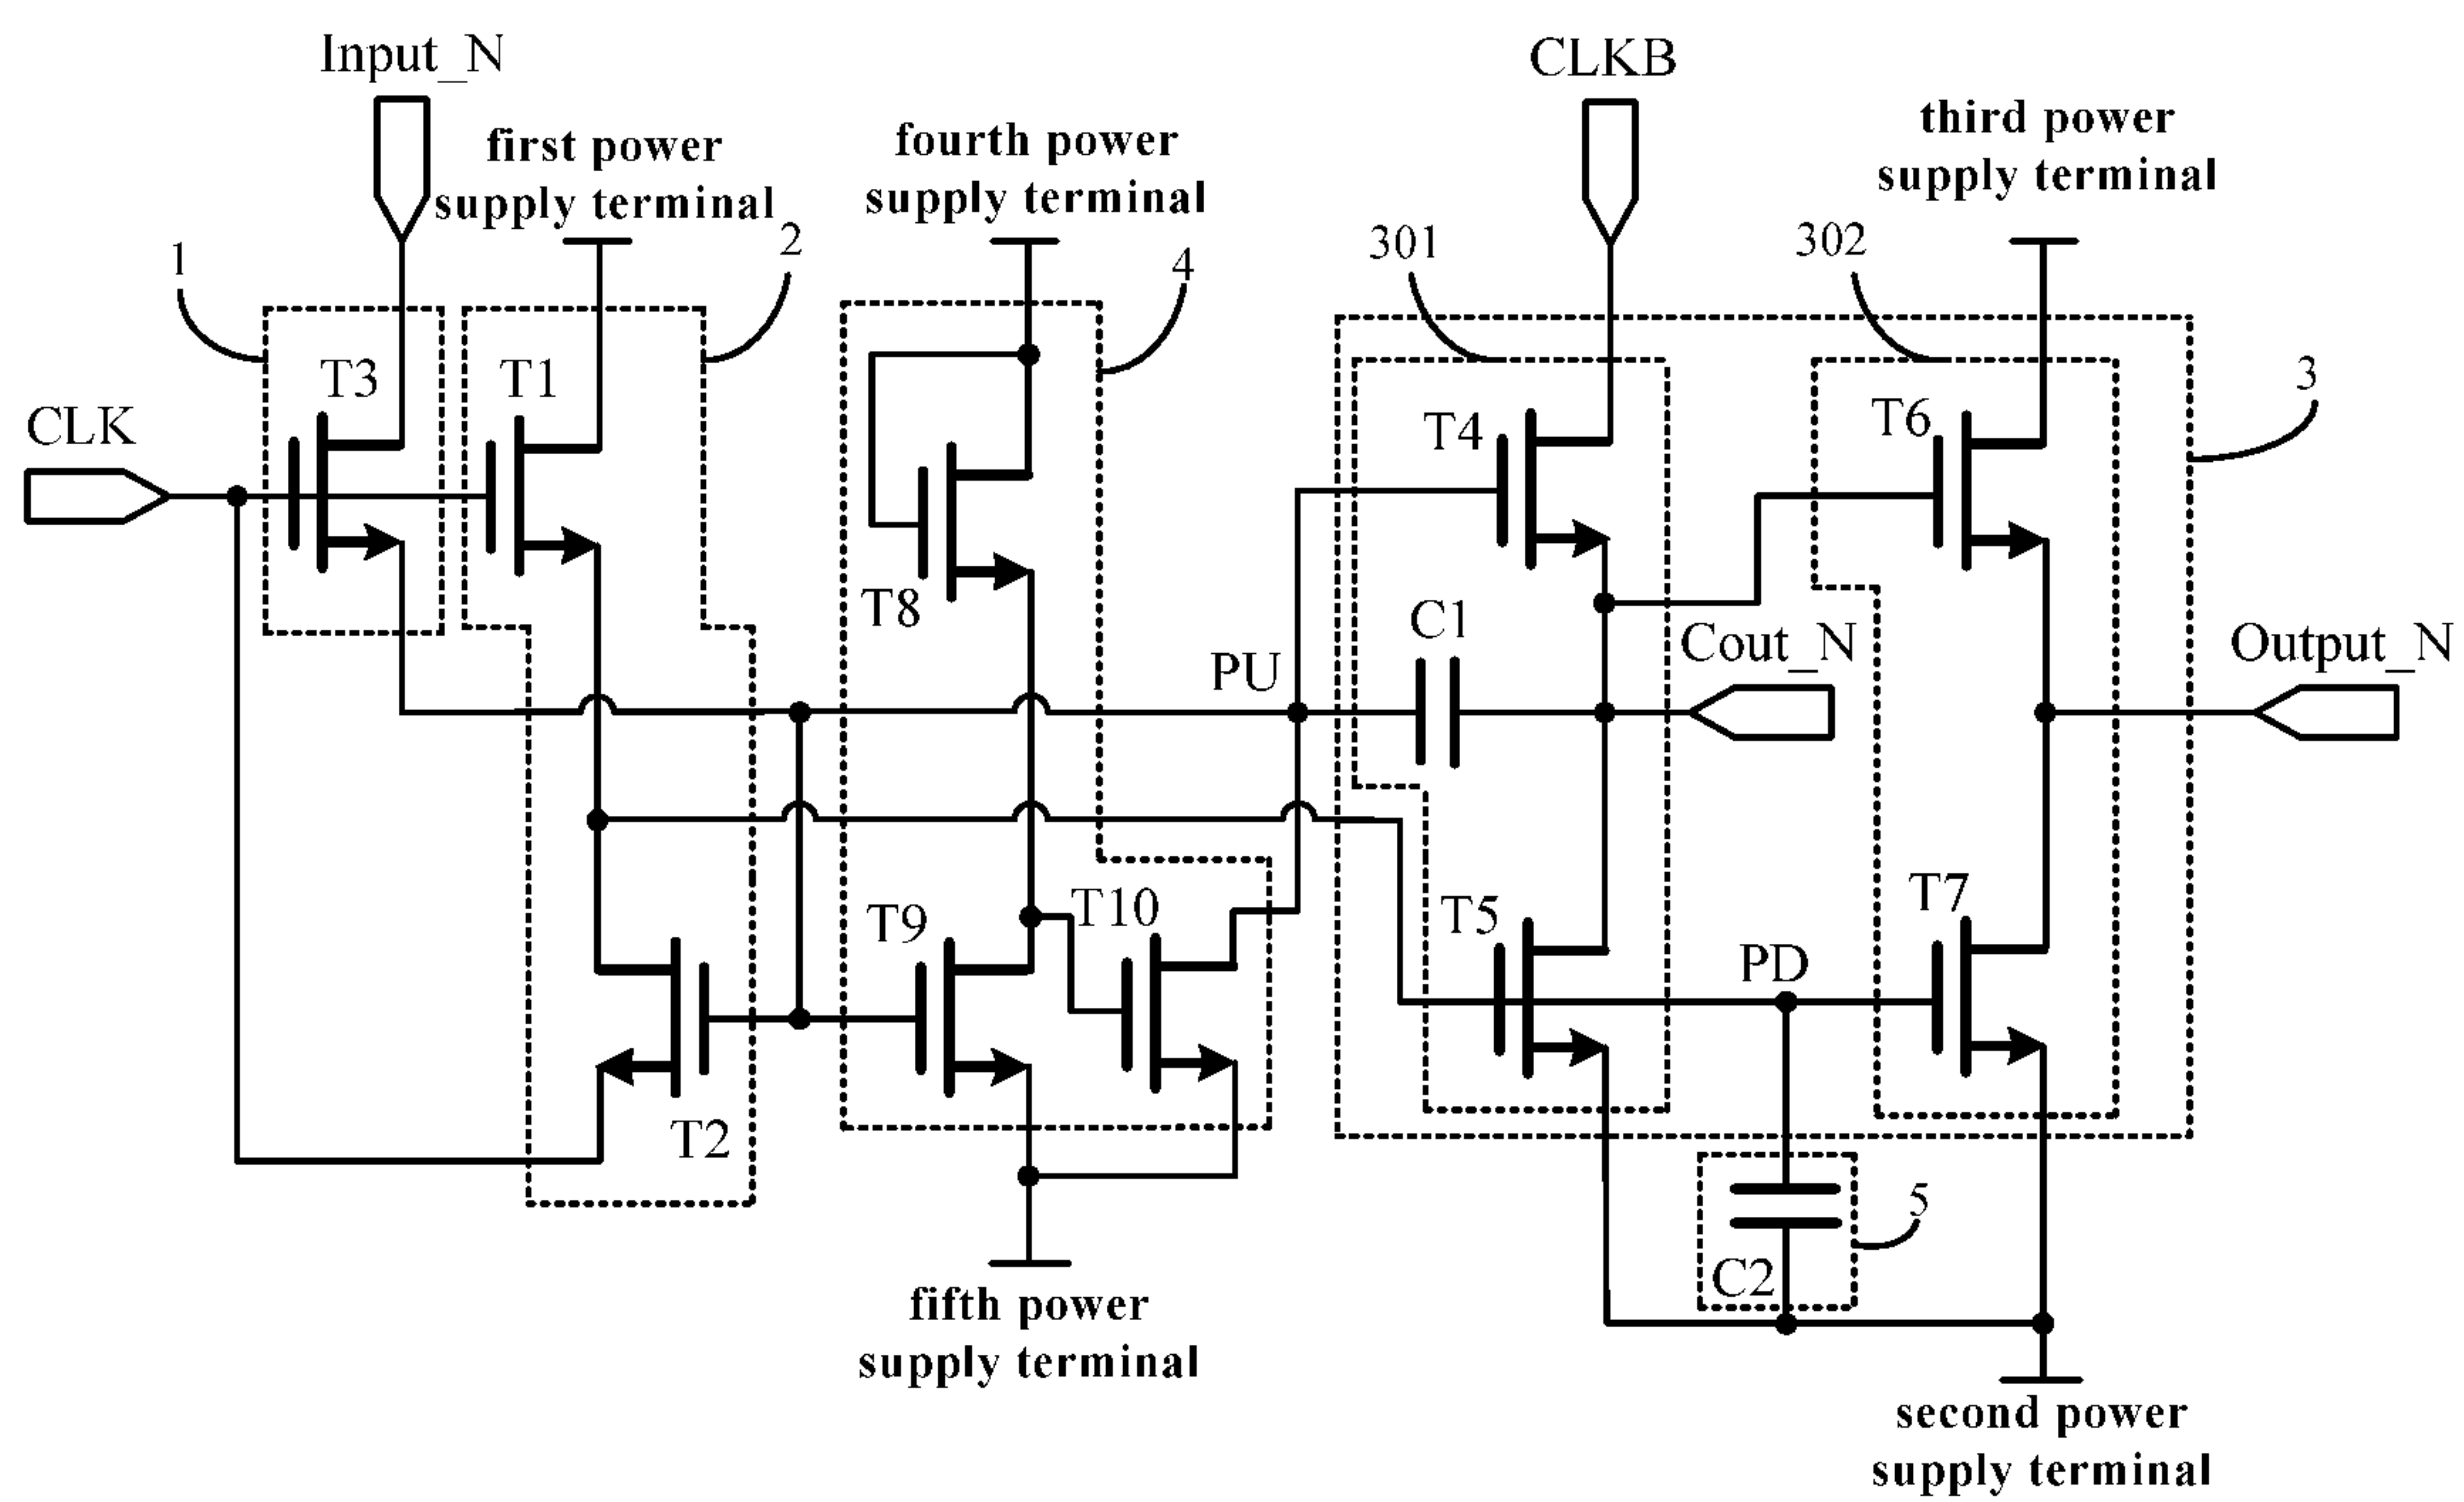 Input_N
CLKB
first power
supply terminal
fourth power
supply terminal
third power
supply terminal
1
2
4
301
302
3
T3
T1
T4
T6
CLK
T8
C1
PU
Cout_N
Output_N
T9
T10
T5
T7
PD
T2
5
C2
fifth power
supply terminal
second power
supply terminal